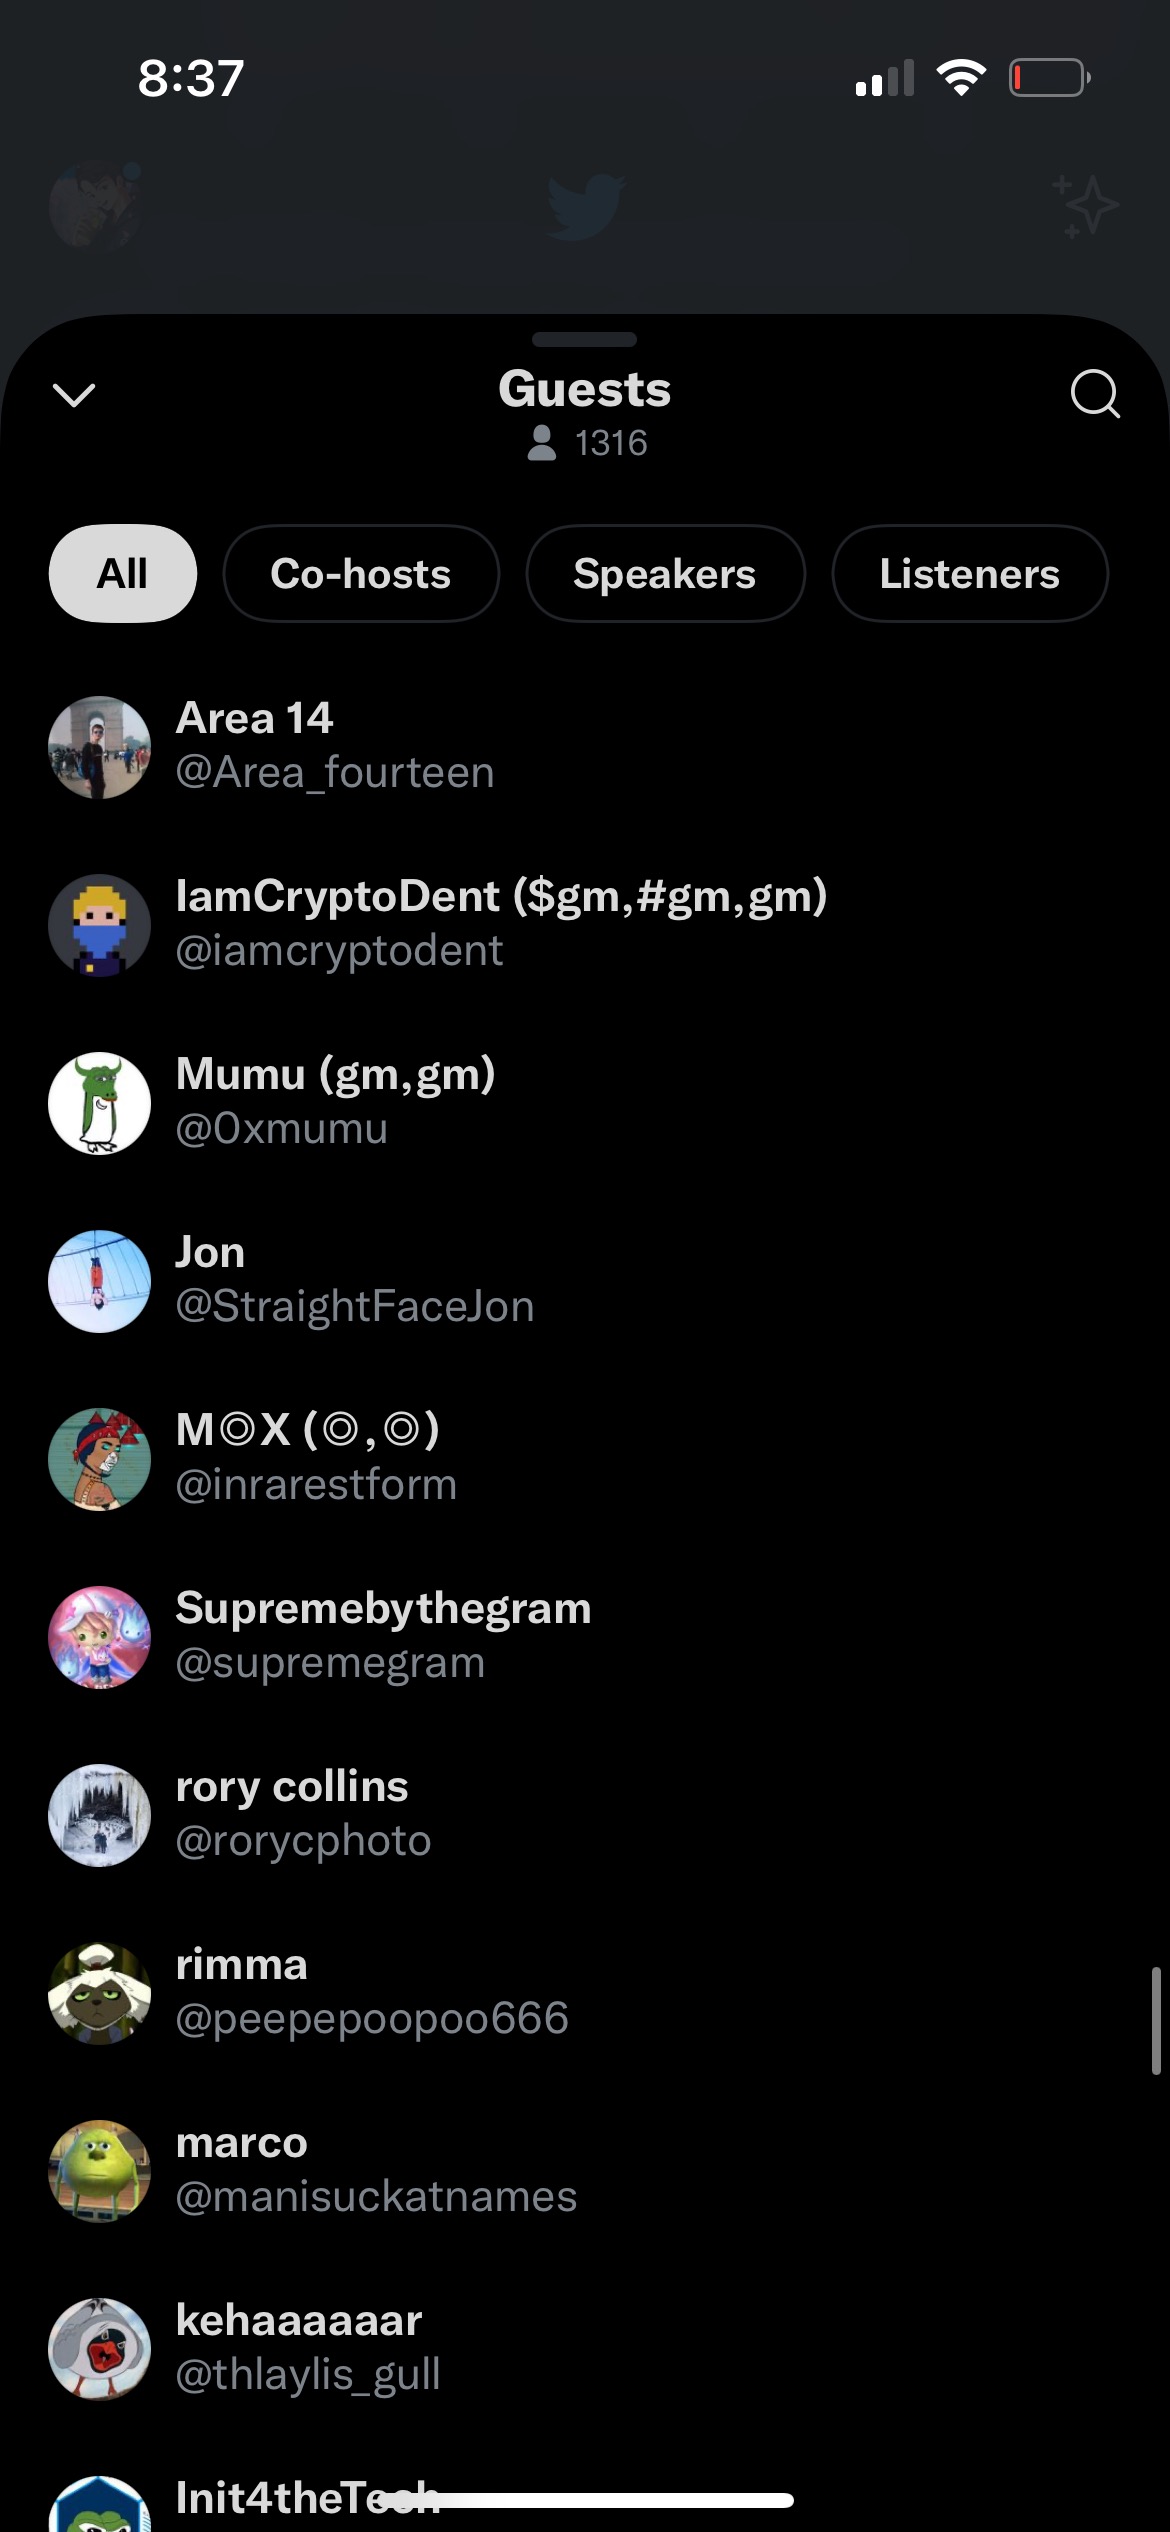 8:37
Guests
1316
All
Co-hosts
Speakers
Listeners
Area 14
@Area_fourteen
IamCryptoDent ($gm,#gm,gm)
@iamcryptodent
Mumu (gm,gm)
@0xmumu
Jon
@StraightFaceJon
M◎X (◎,◎)
@inrarestform
Supremebythegram
@supremegram
rory collins
@rorycphoto
rimma
@peepepoopoo666
marco
@manisuckatnames
kehaaaaaar
@thlaylis_gull
Init4theTech